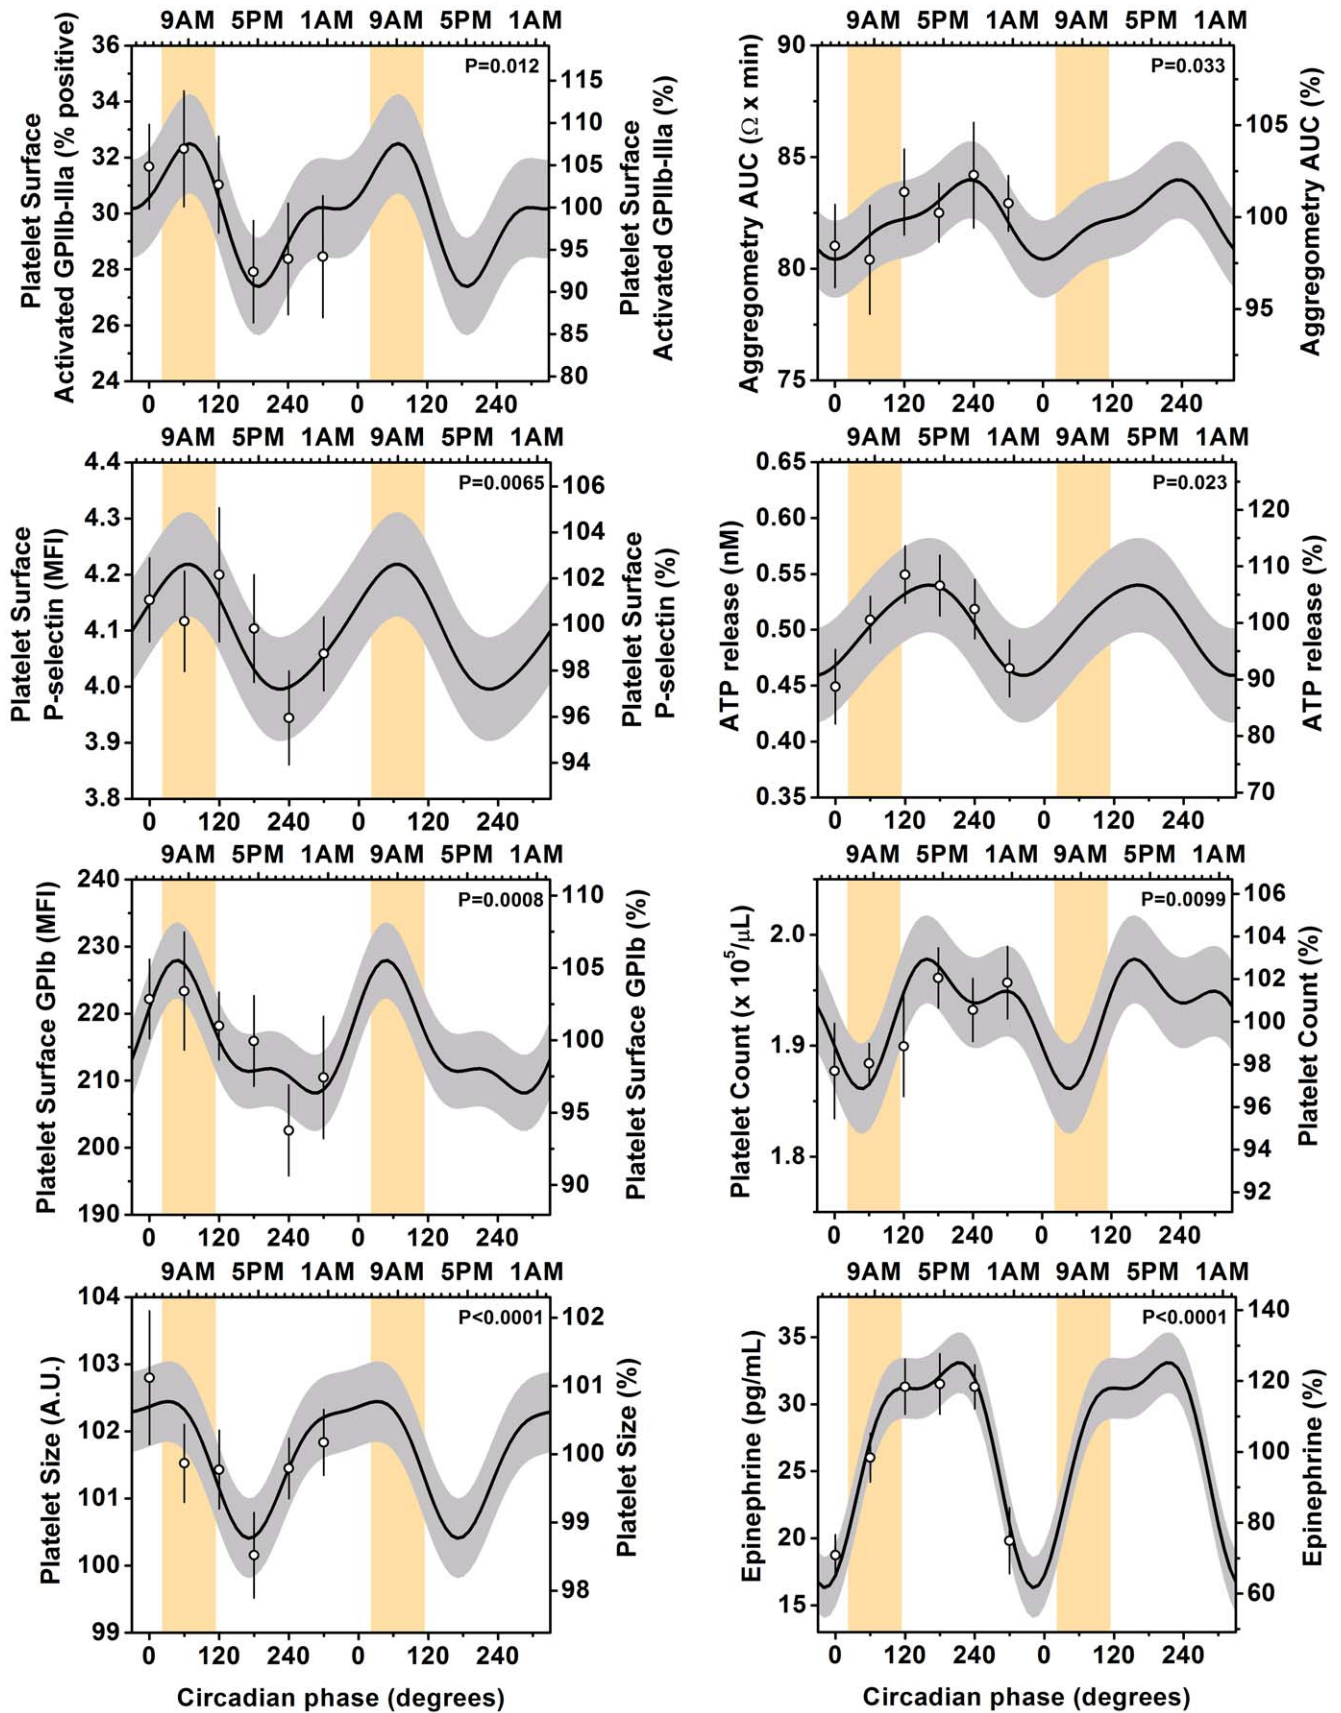 9AM 5PM 1AM 9AM 5PM 1AM
Platelet Surface
Activated GPIIb-IIIa (% positive)
36
34
32
30
28
26
24
P=0.012
115
110
105
100
95
90
85
80
Platelet Surface
Activated GPIIb-IIIa (%)
0 120 240 0 120 240
9AM 5PM 1AM 9AM 5PM 1AM
Aggregometry AUC (Ω x min)
90
85
80
75
P=0.033
105
100
95
Aggregometry AUC (%)
0 120 240 0 120 240
9AM 5PM 1AM 9AM 5PM 1AM
Platelet Surface
P-selectin (MFI)
4.4
4.3
4.2
4.1
4.0
3.9
3.8
P=0.0065
106
104
102
100
98
96
94
Platelet Surface
P-selectin (%)
0 120 240 0 120 240
9AM 5PM 1AM 9AM 5PM 1AM
ATP release (nM)
0.65
0.60
0.55
0.50
0.45
0.40
0.35
P=0.023
120
110
100
90
80
70
ATP release (%)
0 120 240 0 120 240
9AM 5PM 1AM 9AM 5PM 1AM
Platelet Surface GPIb (MFI)
240
230
220
210
200
190
P=0.0008
110
105
100
95
90
Platelet Surface GPIb (%)
0 120 240 0 120 240
9AM 5PM 1AM 9AM 5PM 1AM
Platelet Count (x 10⁵/μL)
2.0
1.9
1.8
P=0.0099
106
104
102
100
98
96
94
92
Platelet Count (%)
0 120 240 0 120 240
9AM 5PM 1AM 9AM 5PM 1AM
Platelet Size (A.U.)
104
103
102
101
100
99
P<0.0001
102
101
100
99
98
Platelet Size (%)
0 120 240 0 120 240
Circadian phase (degrees)
9AM 5PM 1AM 9AM 5PM 1AM
Epinephrine (pg/mL)
35
30
25
20
15
P<0.0001
140
120
100
80
60
Epinephrine (%)
0 120 240 0 120 240
Circadian phase (degrees)